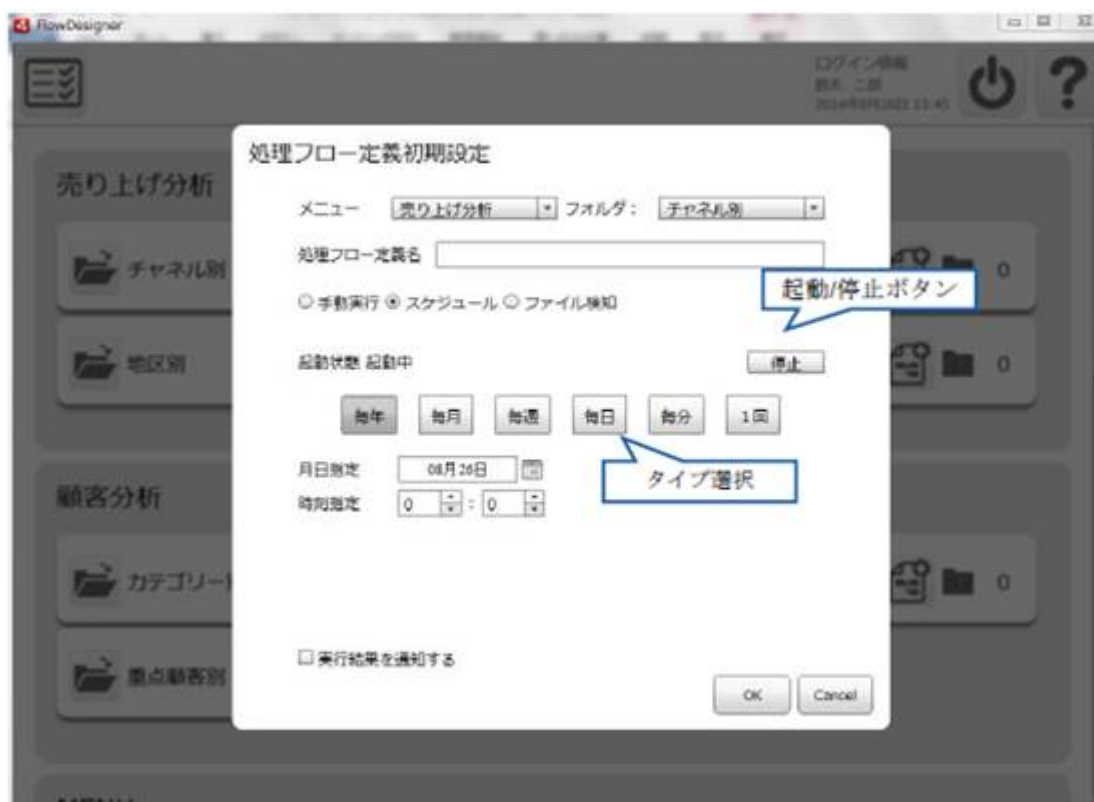 FlowDesigner
ログイン情報
鈴木 二郎
処理フロー定義初期設定
売り上げ分析
メニュー 売り上げ分析 フォルダ: チャネル別
処理フロー定義名
チャネル別 0
起動/停止ボタン
○ 手動実行 ◉ スケジュール ○ ファイル検知
地区別 0
起動状態 起動中 停止
毎年 毎月 毎週 毎日 毎分 1回
月日指定 08月26日
タイプ選択
顧客分析
時刻指定 0 : 0
カテゴリー 0
実行結果を通知する
重点顧客別
OK Cancel